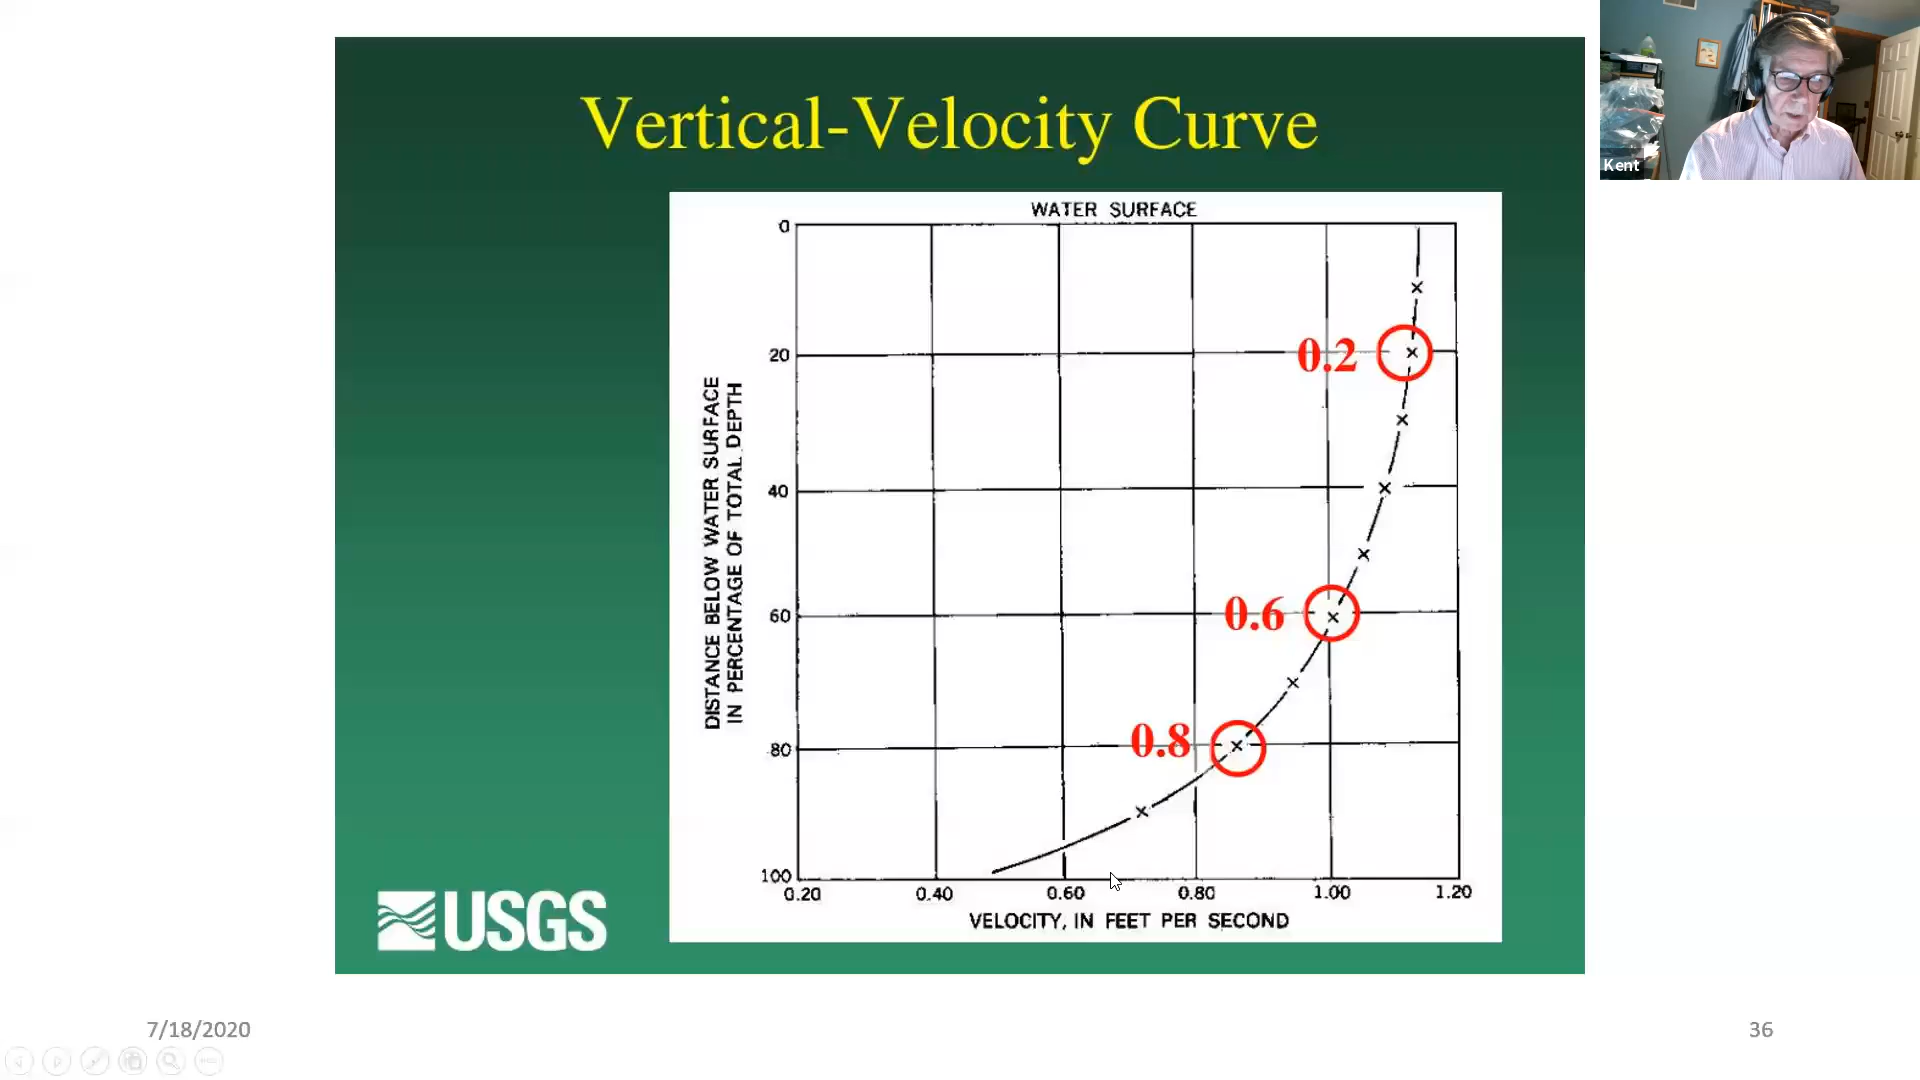 Vertical-Velocity Curve
Kent
WATER SURFACE
0
20
40
60
80
100
DISTANCE BELOW WATER SURFACE
IN PERCENTAGE OF TOTAL DEPTH
0.2
0.6
0.8
0.20 0.40 0.60 0.80 1.00 1.20
VELOCITY, IN FEET PER SECOND
USGS
7/18/2020
36